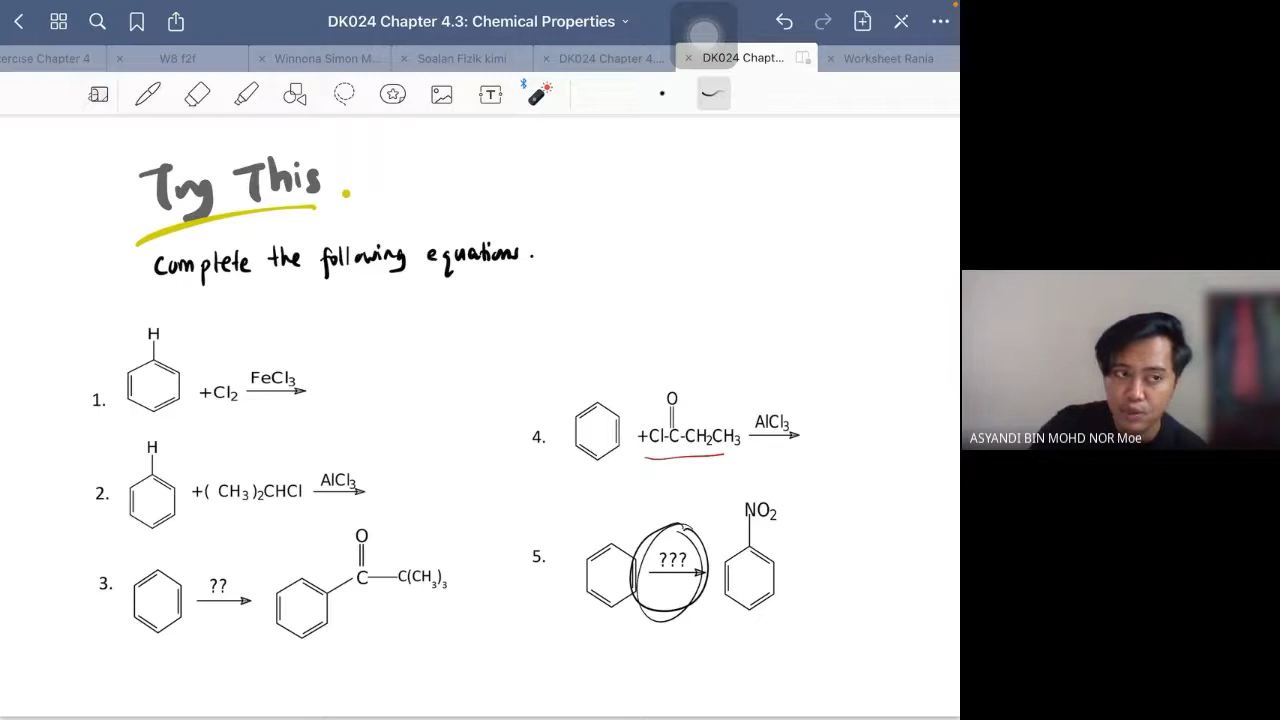 DK024 Chapter 4.3: Chemical Properties
ercise Chapter 4
W8 f2f
Winnona Simon M...
Soalan Fizik kimi
DK024 Chapter 4....
DK024 Chapt...
Worksheet Rania
Try This.
Complete the following equations.
1. H +Cl2 FeCl3
2. H +( CH3 )2CHCl AlCl3
3. ?? O C C(CH3)3
4. +Cl-C-CH2CH3 O AlCl3
5. ??? NO2
ASYANDI BIN MOHD NOR Moe